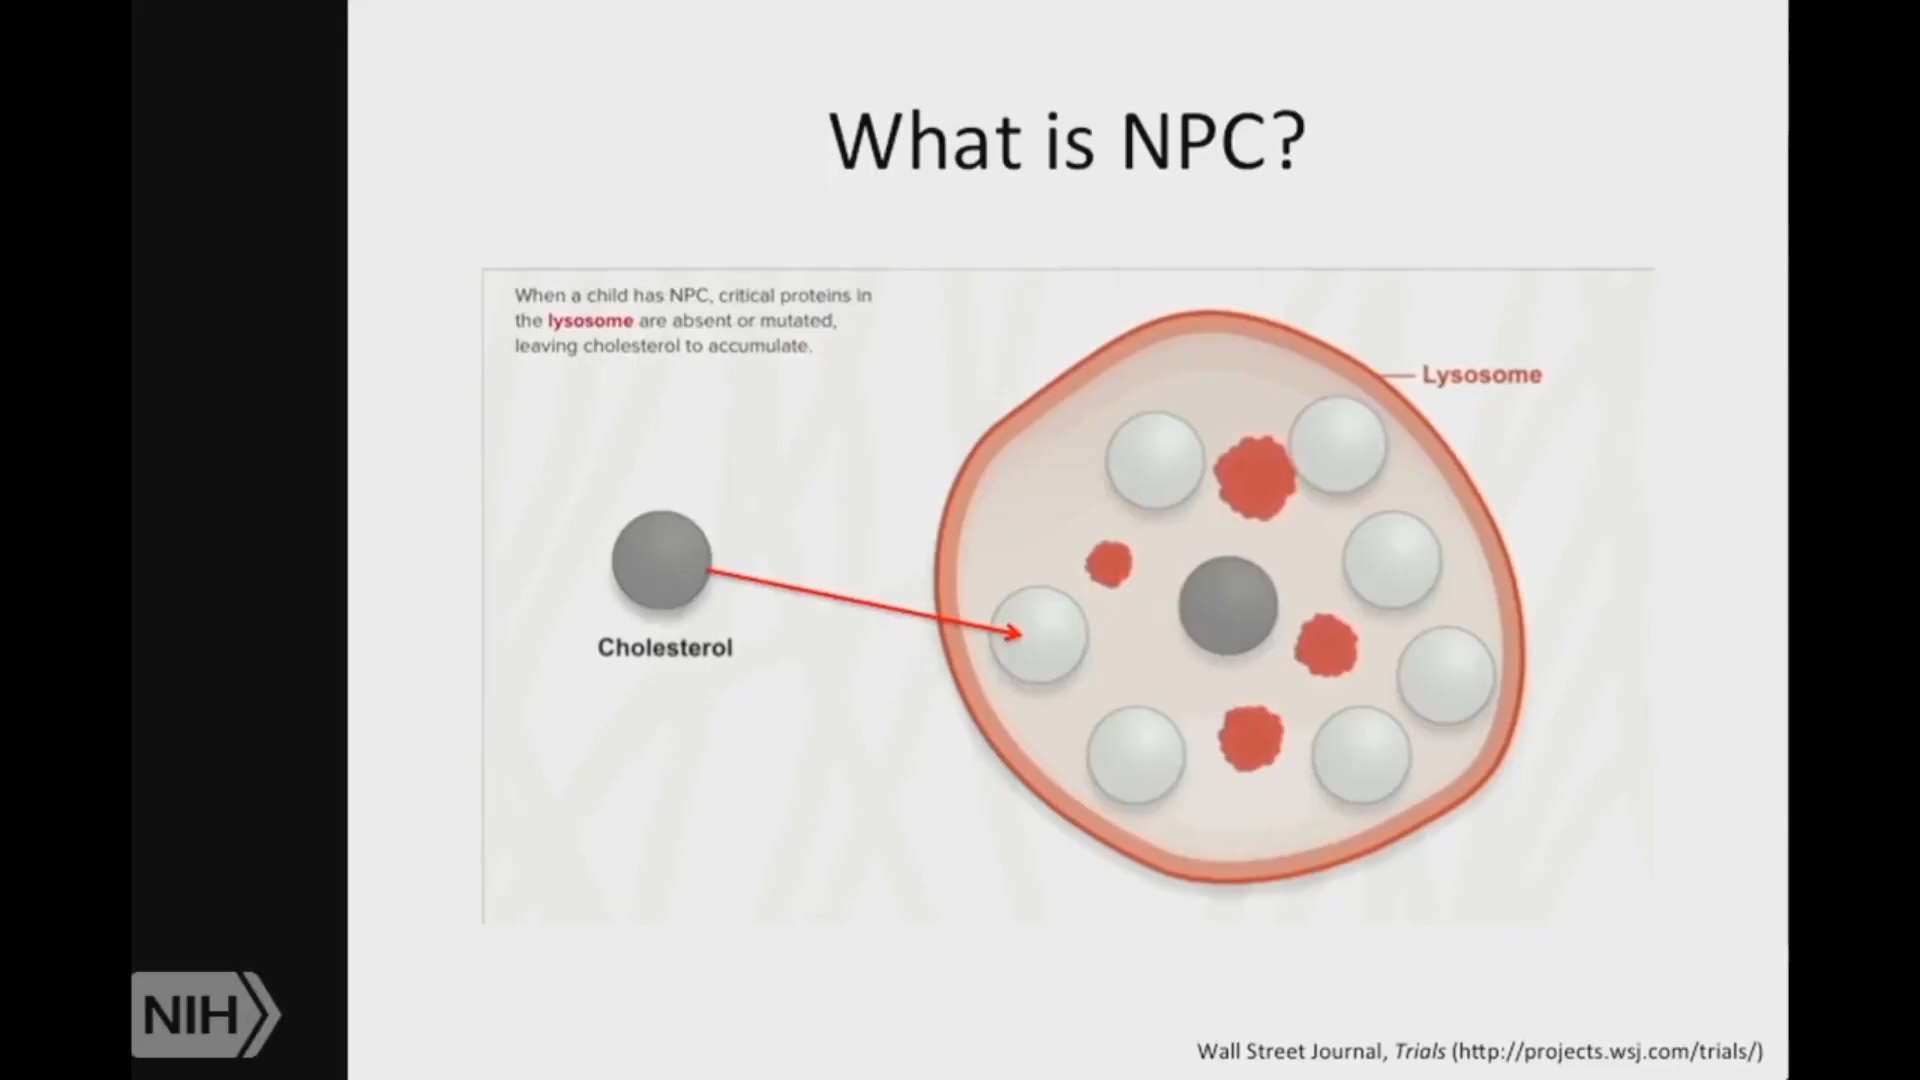 What is NPC?
When a child has NPC, critical proteins in
the lysosome are absent or mutated,
leaving cholesterol to accumulate.
Lysosome
Cholesterol
NIH
Wall Street Journal, Trials (http://projects.wsj.com/trials/)